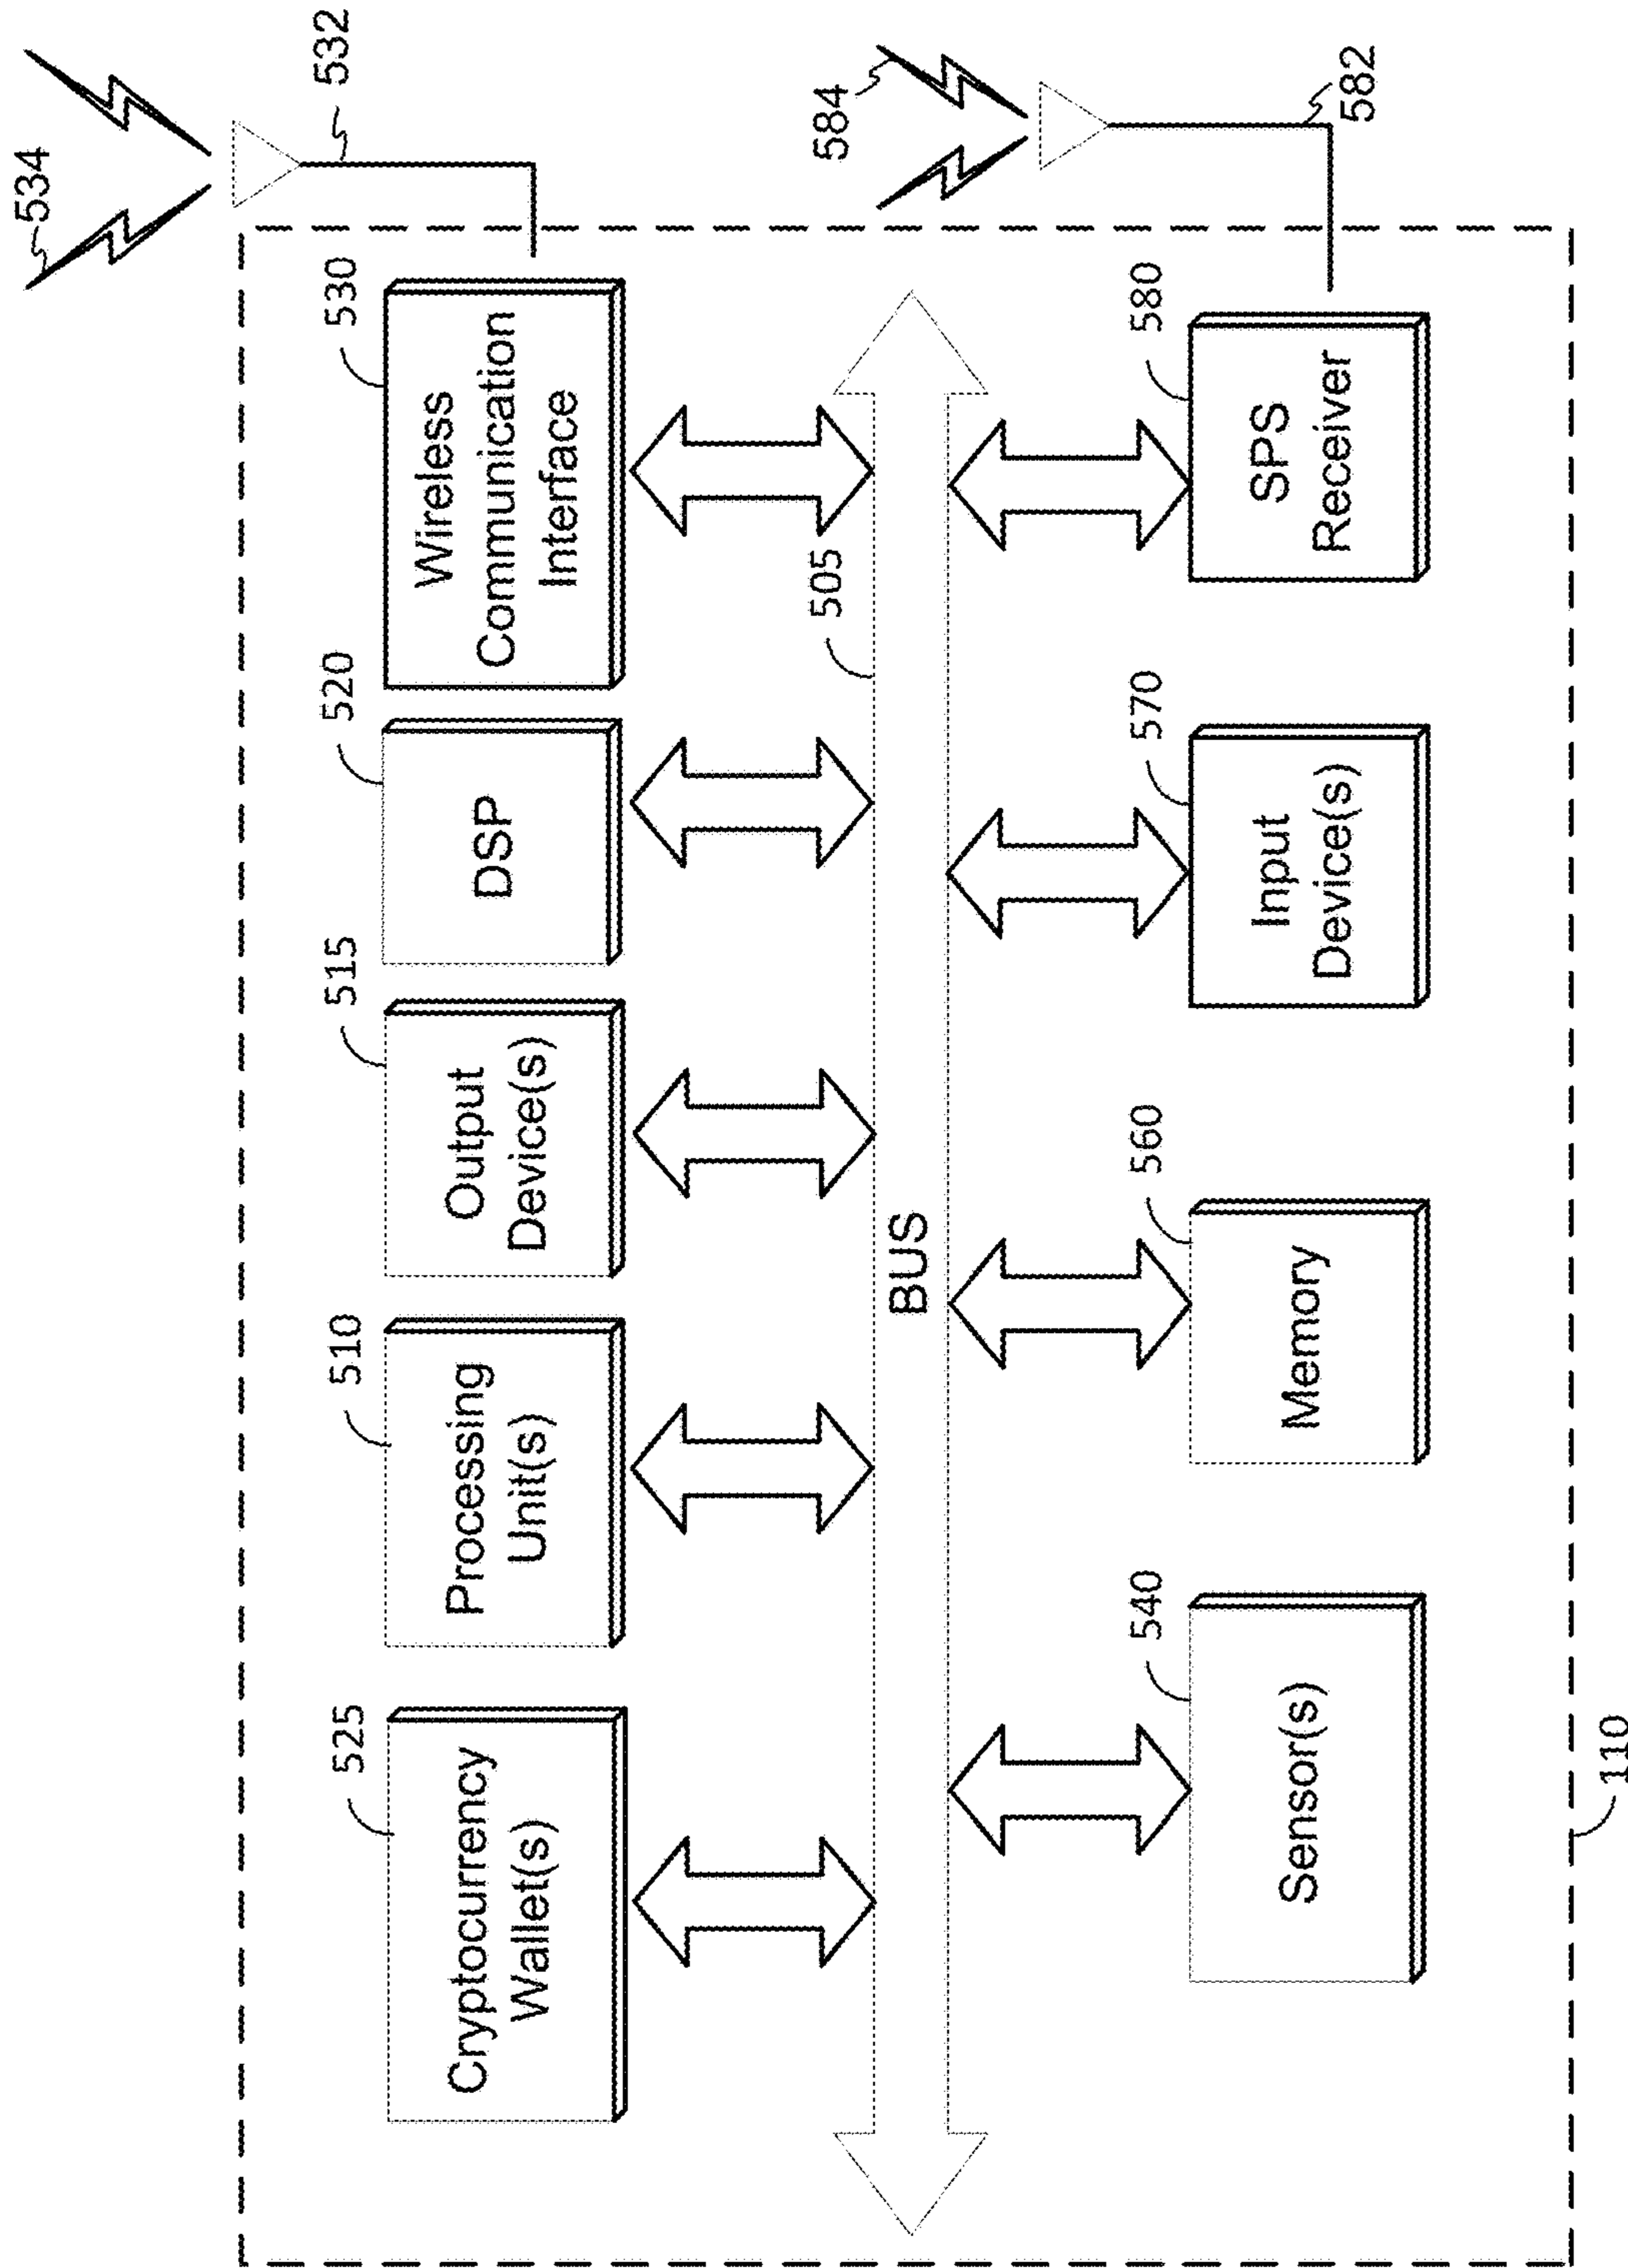 534
532
525
510
515
520
530
Cryptocurrency
Wallet(s)
Processing
Unit(s)
Output
Device(s)
DSP
Wireless
Communication
Interface
505
BUS
584
582
540
560
570
580
Sensor(s)
Memory
Input
Device(s)
SPS
Receiver
110